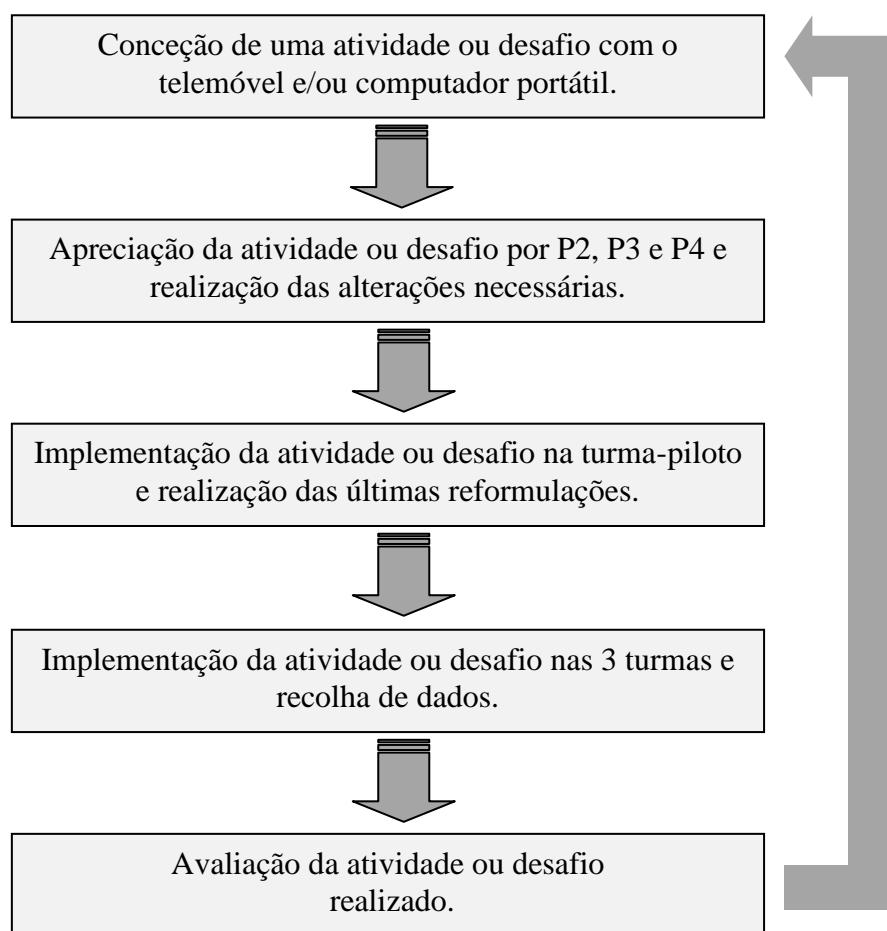 Conceção de uma atividade ou desafio com o
telemóvel e/ou computador portátil.
Apreciação da atividade ou desafio por P2, P3 e P4 e
realização das alterações necessárias.
Implementação da atividade ou desafio na turma-piloto
e realização das últimas reformulações.
Implementação da atividade ou desafio nas 3 turmas e
recolha de dados.
Avaliação da atividade ou desafio
realizado.